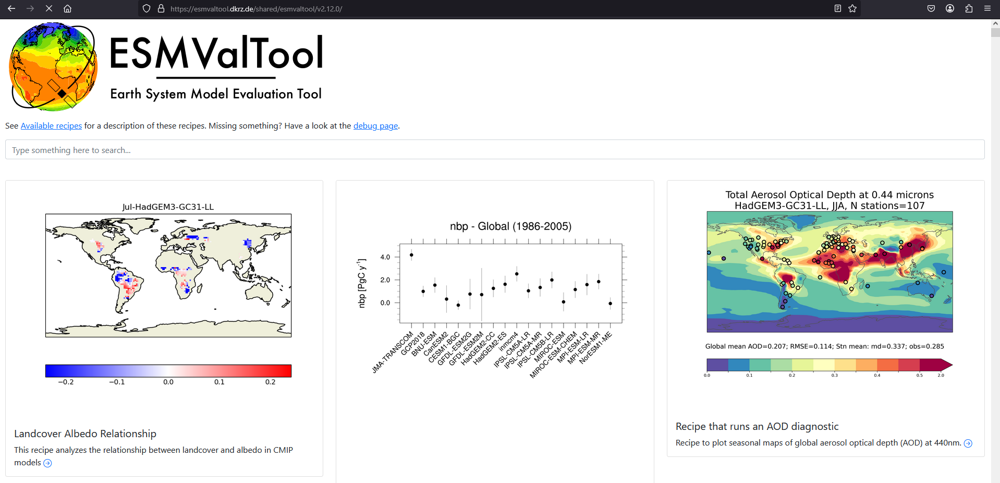 https://esmvaltool.dkrz.de/shared/esmvaltool/v2.12.0/
ESMValTool
Earth System Model Evaluation Tool
See Available recipes for a description of these recipes. Missing something? Have a look at the debug page.
Type something here to search...
Jul-HadGEM3-GC31-LL
−0.2 −0.1 0.0 0.1 0.2
Landcover Albedo Relationship
This recipe analyzes the relationship between landcover and albedo in CMIP
models
nbp - Global (1986-2005)
nbp [PgC y-1]
4.0
2.0
0.0
JMA-TRANSCOM
GCP2018
BNU-ESM
CanESM2
CESM1-BGC
GFDL-ESM2G
GFDL-ESM2M
HadGEM2-CC
HadGEM2-ES
inmcm4
IPSL-CM5A-LR
IPSL-CM5A-MR
IPSL-CM5B-LR
MIROC-ESM
MIROC-ESM-CHEM
MPI-ESM-LR
MPI-ESM-MR
NorESM1-ME
Total Aerosol Optical Depth at 0.44 microns
HadGEM3-GC31-LL, JJA, N stations=107
Global mean AOD=0.207; RMSE=0.114; Stn mean: md=0.337; obs=0.285
0.0 0.1 0.2 0.3 0.4 0.5 2.0
Recipe that runs an AOD diagnostic
Recipe to plot seasonal maps of global aerosol optical depth (AOD) at 440nm.